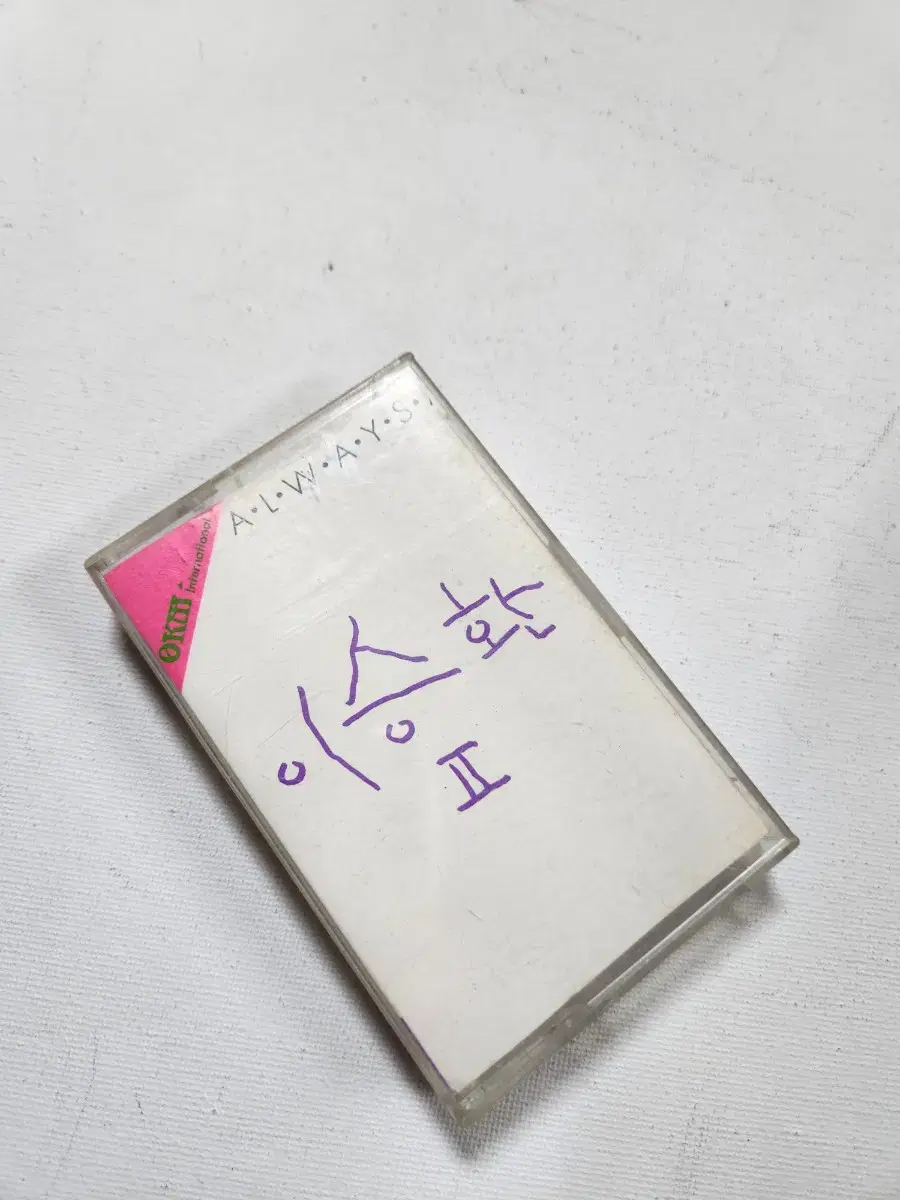 A·L·W·A·Y·S·
OKM International
이승환
II